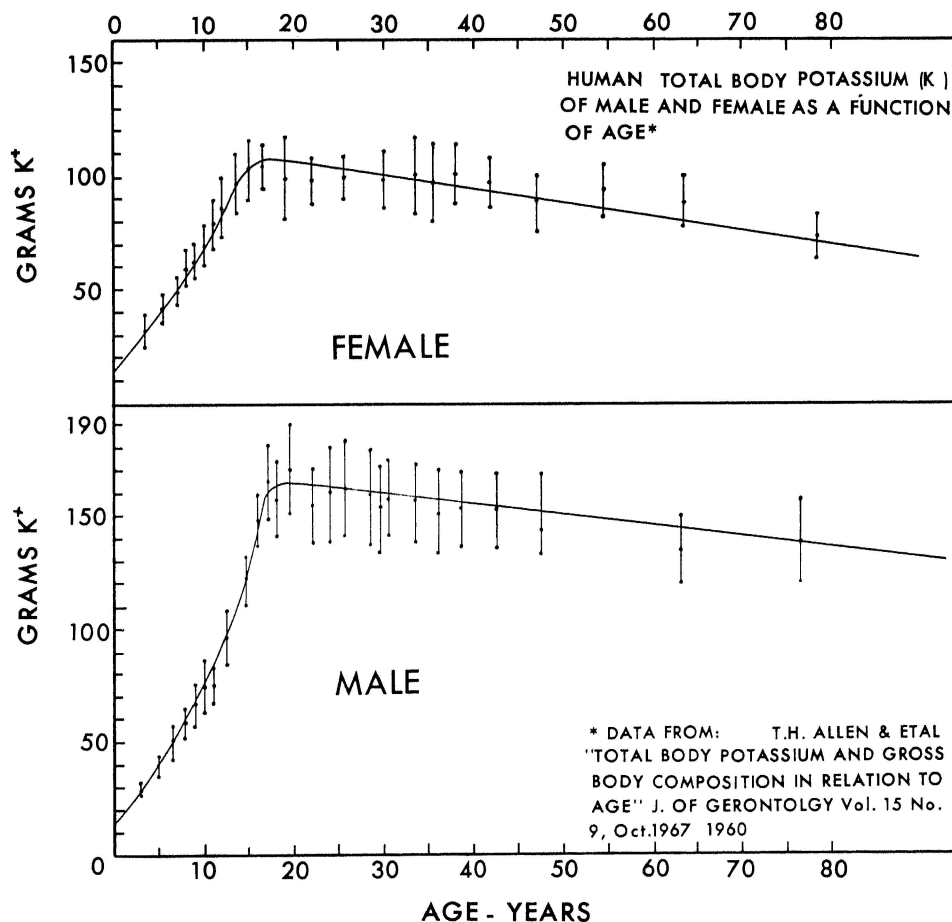 0 10 20 30 40 50 60 70 80
150
HUMAN TOTAL BODY POTASSIUM (K )
OF MALE AND FEMALE AS A FUNCTION
OF AGE*
100
GRAMS K+
50
FEMALE
190
150
GRAMS K+
100
MALE
50
* DATA FROM: T.H. ALLEN & ETAL
"TOTAL BODY POTASSIUM AND GROSS
BODY COMPOSITION IN RELATION TO
AGE" J. OF GERONTOLGY Vol. 15 No.
9, Oct.1967 1960
0 10 20 30 40 50 60 70 80
AGE - YEARS